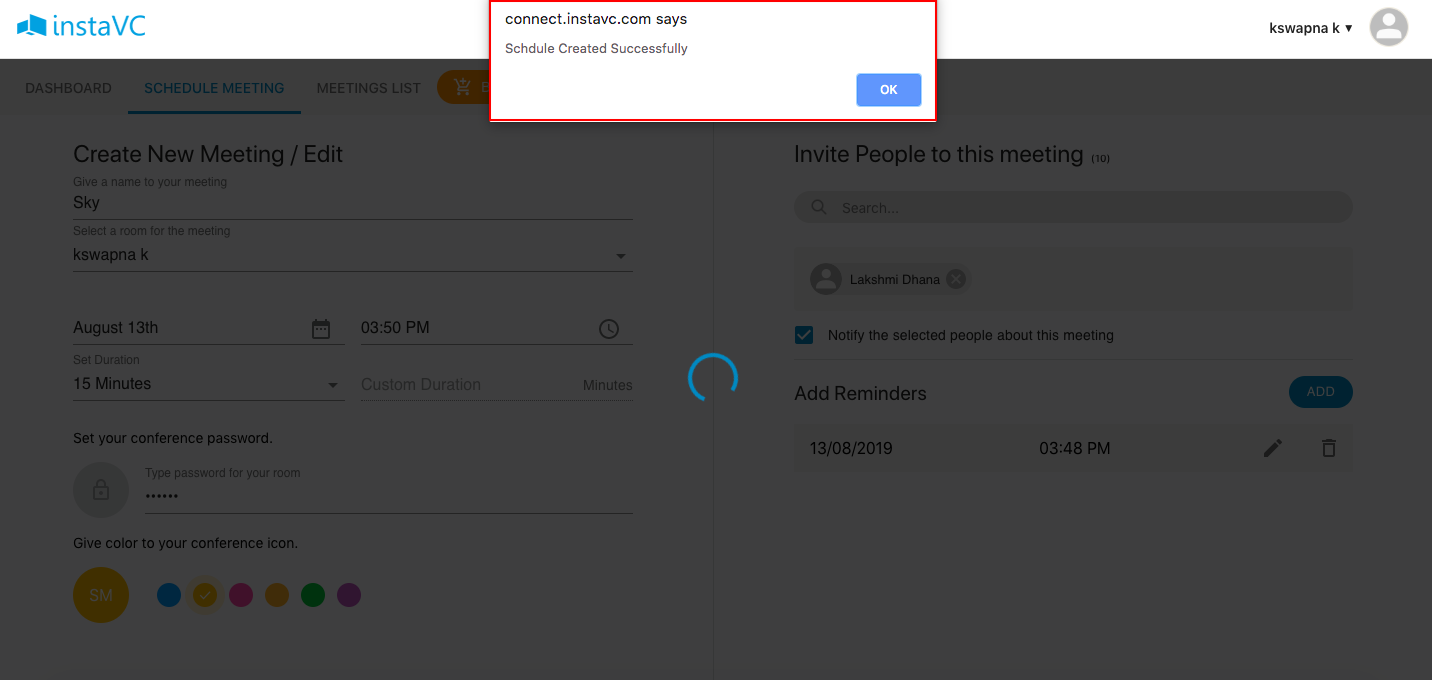 instaVC
connect.instavc.com says
Schdule Created Successfully
OK
kswapna k ▼
DASHBOARD
SCHEDULE MEETING
MEETINGS LIST
Create New Meeting / Edit
Give a name to your meeting
Sky
Select a room for the meeting
kswapna k
August 13th
03:50 PM
Set Duration
15 Minutes
Custom Duration
Minutes
Set your conference password.
Type password for your room
••••••
Give color to your conference icon.
SM
Invite People to this meeting (10)
Search...
Lakshmi Dhana
Notify the selected people about this meeting
Add Reminders
ADD
13/08/2019
03:48 PM